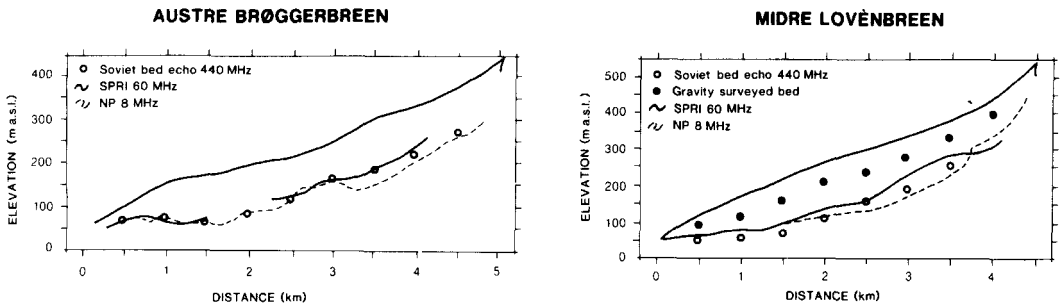 AUSTRE BRØGGERBREEN
ELEVATION (m a.s.l.)
400
300
200
100
0
Soviet bed echo 440 MHz
SPRI 60 MHz
NP 8 MHz
0 1 2 3 4 5
DISTANCE (km)
MIDRE LOVÈNBREEN
ELEVATION (m a.s.l.)
500
400
300
200
100
0
Soviet bed echo 440 MHz
Gravity surveyed bed
SPRI 60 MHz
NP 8 MHz
0 1 2 3 4
DISTANCE (km)